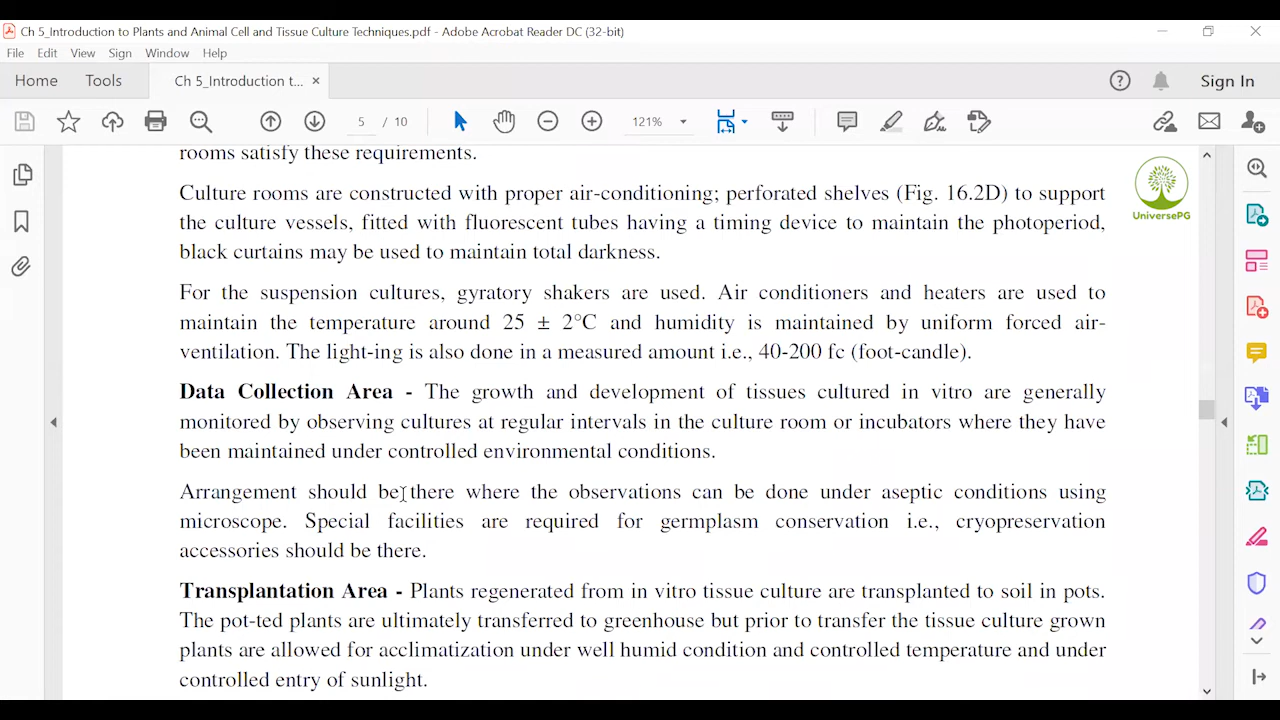 Ch 5_Introduction to Plants and Animal Cell and Tissue Culture Techniques.pdf - Adobe Acrobat Reader DC (32-bit)
File Edit View Sign Window Help
Home Tools Ch 5_Introduction t... × Sign In
5 / 10 121%
rooms satisfy these requirements.
UniversePG
Culture rooms are constructed with proper air-conditioning; perforated shelves (Fig. 16.2D) to support
the culture vessels, fitted with fluorescent tubes having a timing device to maintain the photoperiod,
black curtains may be used to maintain total darkness.
For the suspension cultures, gyratory shakers are used. Air conditioners and heaters are used to
maintain the temperature around 25 ± 2°C and humidity is maintained by uniform forced air-
ventilation. The light-ing is also done in a measured amount i.e., 40-200 fc (foot-candle).
Data Collection Area - The growth and development of tissues cultured in vitro are generally
monitored by observing cultures at regular intervals in the culture room or incubators where they have
been maintained under controlled environmental conditions.
Arrangement should be there where the observations can be done under aseptic conditions using
microscope. Special facilities are required for germplasm conservation i.e., cryopreservation
accessories should be there.
Transplantation Area - Plants regenerated from in vitro tissue culture are transplanted to soil in pots.
The pot-ted plants are ultimately transferred to greenhouse but prior to transfer the tissue culture grown
plants are allowed for acclimatization under well humid condition and controlled temperature and under
controlled entry of sunlight.